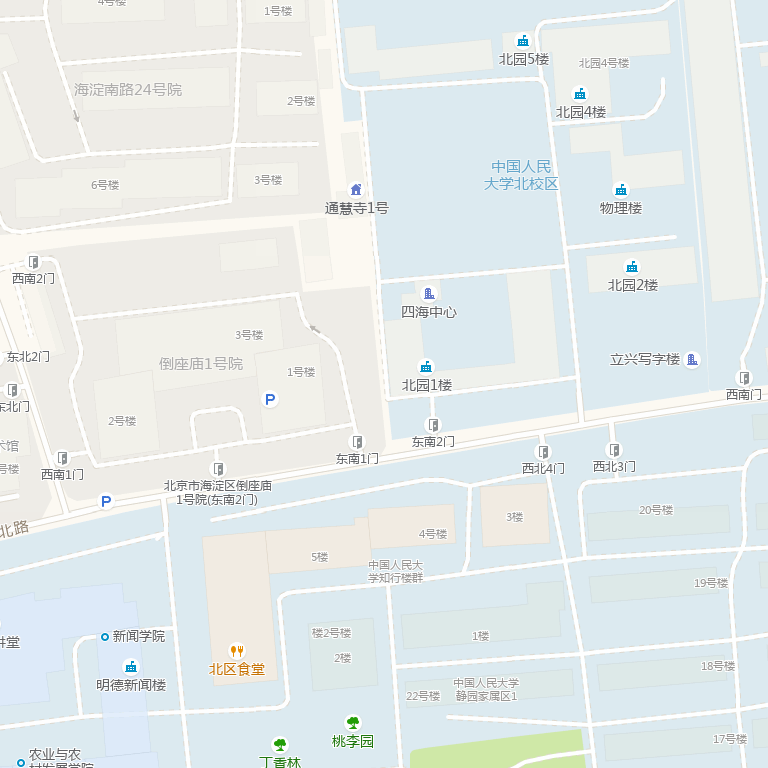 4号楼
1号楼
北园5楼
北园4号楼
海淀南路24号院
2号楼
北园4楼
中国人民
大学北校区
6号楼
3号楼
通慧寺1号
物理楼
西南2门
北园2楼
四海中心
3号楼
东北2门
倒座庙1号院
1号楼
立兴写字楼
北园1楼
西南门
东北门
2号楼
术馆
号楼
西南1门
东南1门
东南2门
西北4门
西北3门
北京市海淀区倒座庙
1号院(东南2门)
北路
3楼
20号楼
4号楼
5楼
中国人民大
学知行楼群
19号楼
楼2号楼
1楼
新闻学院
讲堂
2楼
北区食堂
明德新闻楼
18号楼
中国人民大学
静园家属区1
22号楼
桃李园
17号楼
农业与农
村发展学院
丁香林